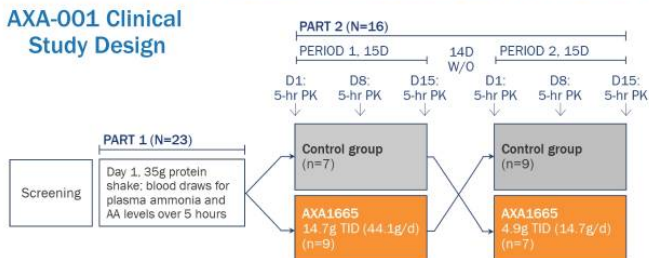 AXA-001 Clinical
Study Design
PART 2 (N=16)
PERIOD 1, 15D
14D
W/O
PERIOD 2, 15D
D1:
5-hr PK
D8:
5-hr PK
D15:
5-hr PK
D1:
5-hr PK
D8:
5-hr PK
D15:
5-hr PK
PART 1 (N=23)
Screening
Day 1, 35g protein
shake; blood draws for
plasma ammonia and
AA levels over 5 hours
Control group
(n=7)
Control group
(n=9)
AXA1665
14.7g TID (44.1g/d)
(n=9)
AXA1665
4.9g TID (14.7g/d)
(n=7)